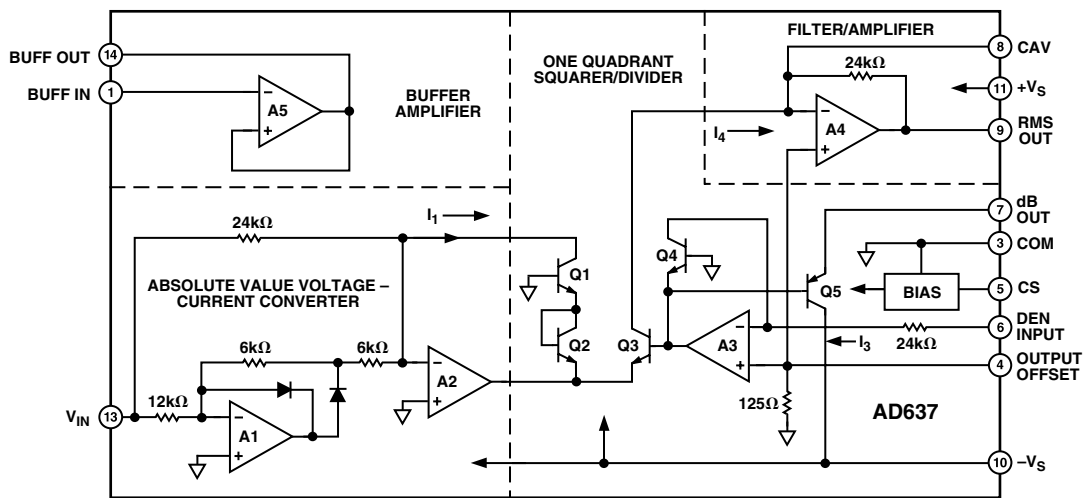 FILTER/AMPLIFIER
BUFF OUT
14
BUFF IN
1
A5
BUFFER
AMPLIFIER
ONE QUADRANT
SQUARER/DIVIDER
24kΩ
I4
A4
8
CAV
11
+VS
9
RMS
OUT
24kΩ
I1
ABSOLUTE VALUE VOLTAGE –
CURRENT CONVERTER
6kΩ
6kΩ
VIN
13
12kΩ
A1
A2
Q1
Q2
Q3
Q4
A3
125Ω
Q5
I3
BIAS
24kΩ
7
dB
OUT
3
COM
5
CS
6
DEN
INPUT
4
OUTPUT
OFFSET
AD637
10
–VS